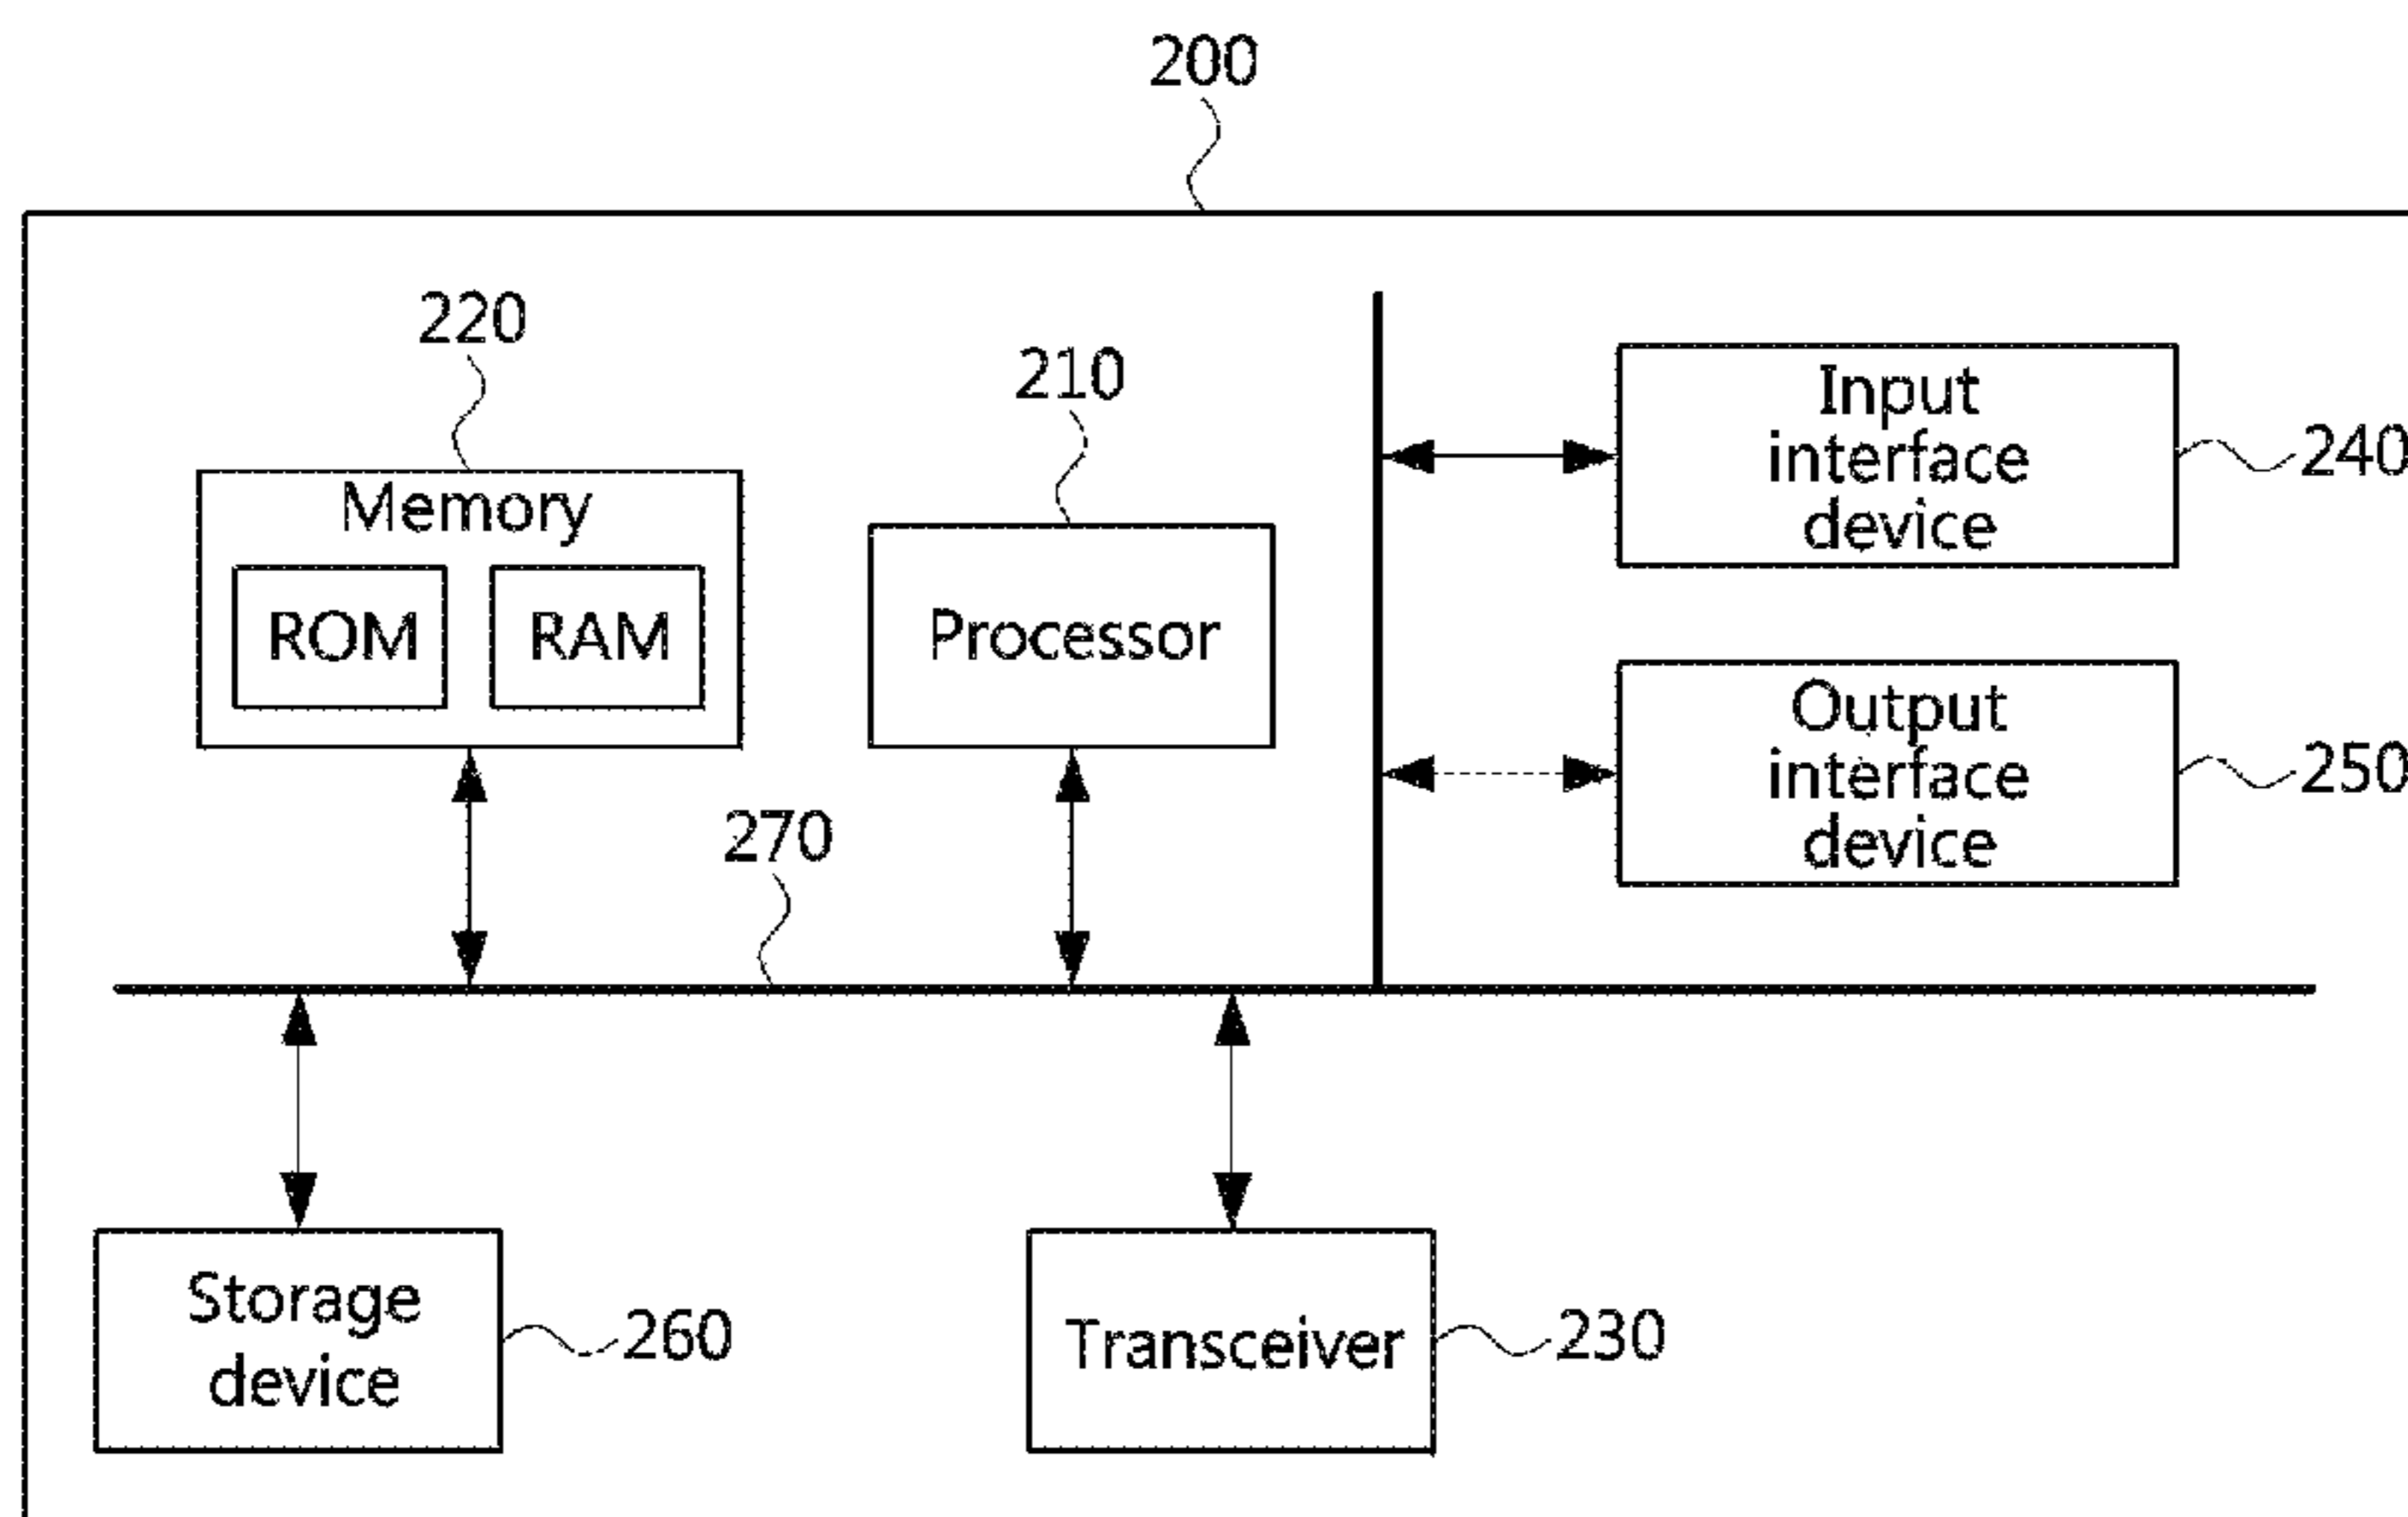 200
220
210
Memory
ROM
RAM
Processor
Input
interface
device
240
Output
interface
device
250
270
Storage
device
260
Transceiver
230